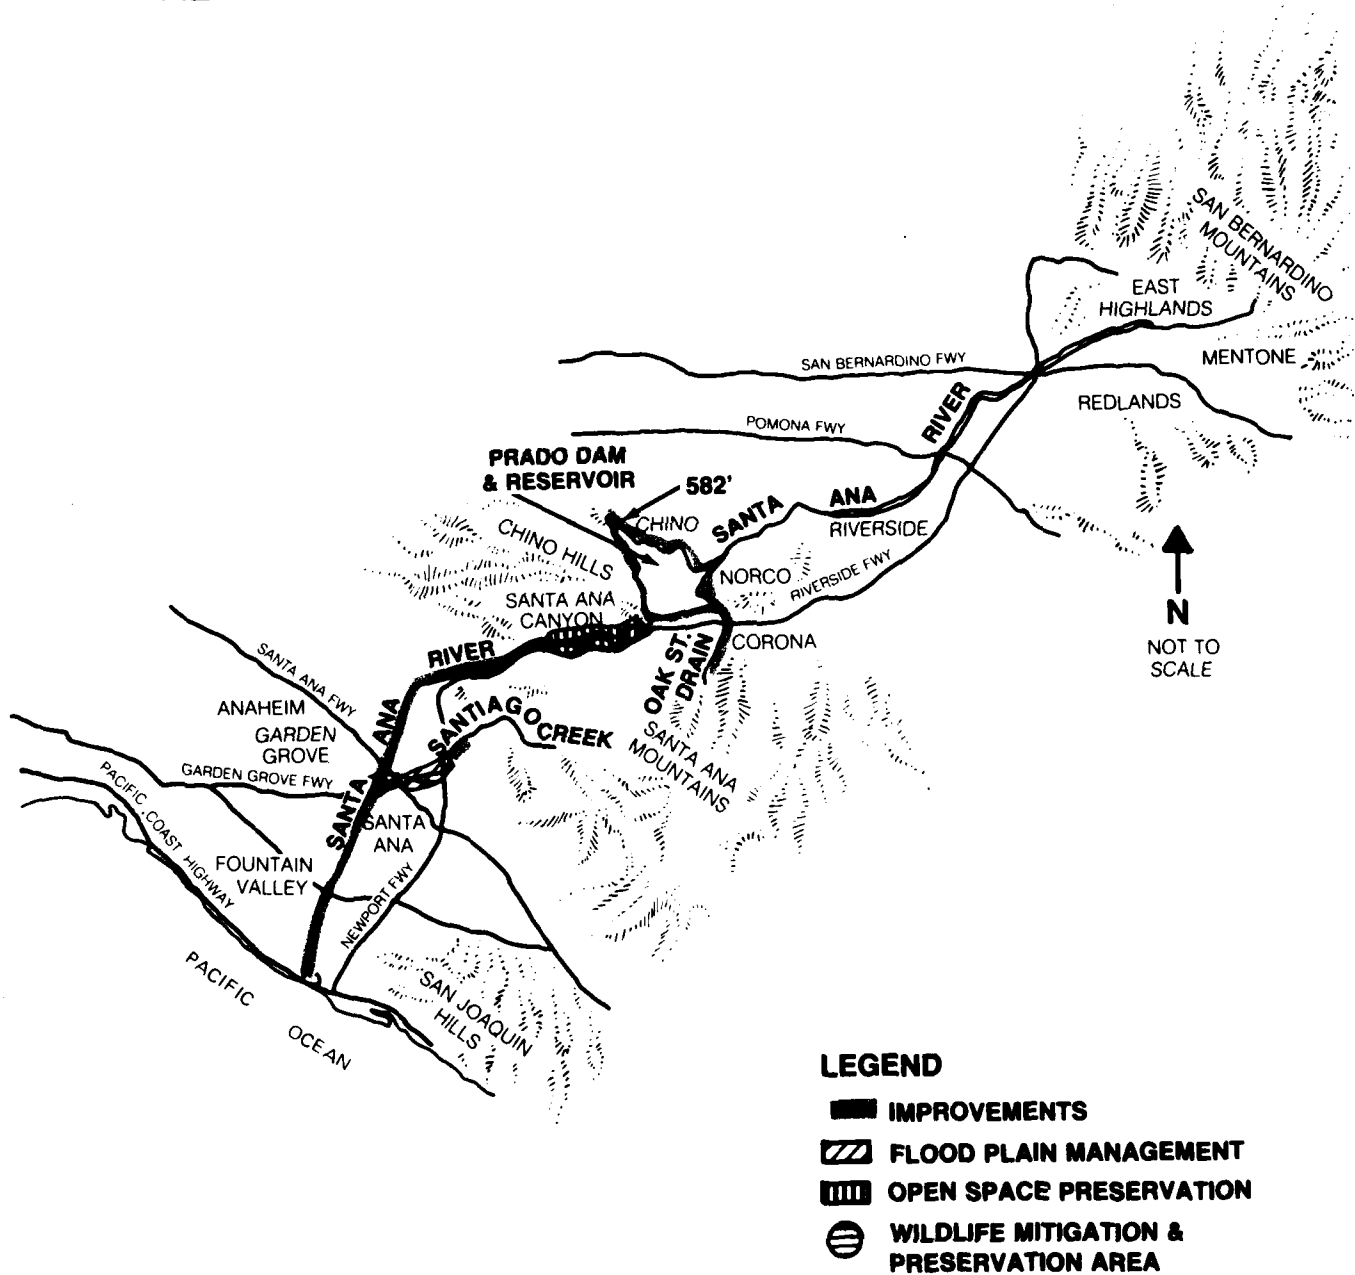 SAN BERNARDINO
MOUNTAINS
EAST
HIGHLANDS
MENTONE
SAN BERNARDINO FWY
REDLANDS
RIVER
POMONA FWY
PRADO DAM
& RESERVOIR
582'
CHINO
SANTA
ANA
RIVERSIDE
CHINO HILLS
NORCO
RIVERSIDE FWY
SANTA ANA
CANYON
CORONA
N
NOT TO
SCALE
RIVER
OAK ST.
DRAIN
SANTA ANA FWY
ANAHEIM
ANA
SANTIAGO
CREEK
GARDEN
GROVE
SANTA ANA
MOUNTAINS
GARDEN GROVE FWY
PACIFIC COAST HIGHWAY
SANTA
SANTA
ANA
FOUNTAIN
VALLEY
NEWPORT FWY
PACIFIC
OCEAN
SAN JOAQUIN
HILLS
LEGEND
IMPROVEMENTS
FLOOD PLAIN MANAGEMENT
OPEN SPACE PRESERVATION
WILDLIFE MITIGATION &
PRESERVATION AREA